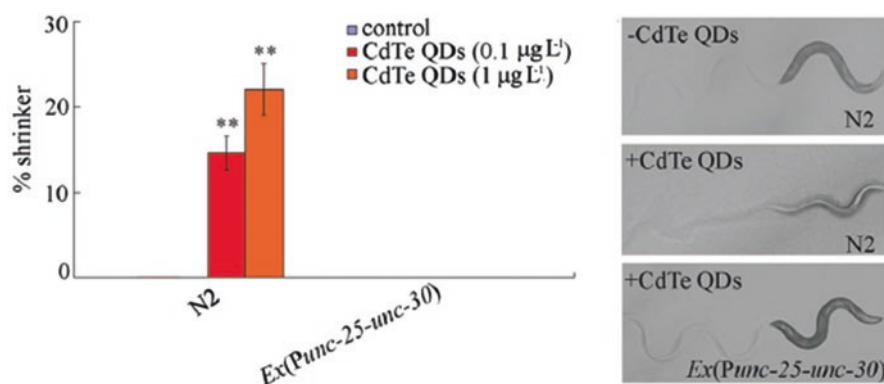 % shrinker
30
20
10
0
**
**
control
CdTe QDs (0.1 µg L-1)
CdTe QDs (1 µg L-1)
N2
Ex(Punc-25-unc-30)
-CdTe QDs
N2
+CdTe QDs
N2
+CdTe QDs
Ex(Punc-25-unc-30)